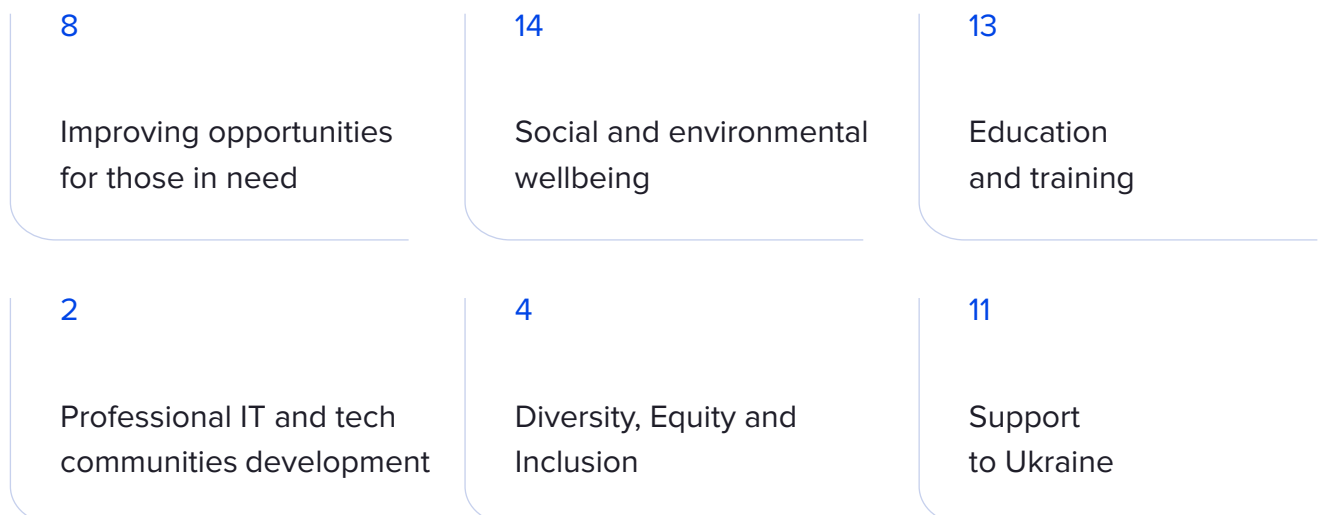 8
Improving opportunities
for those in need
14
Social and environmental
wellbeing
13
Education
and training
2
Professional IT and tech
communities development
4
Diversity, Equity and
Inclusion
11
Support
to Ukraine